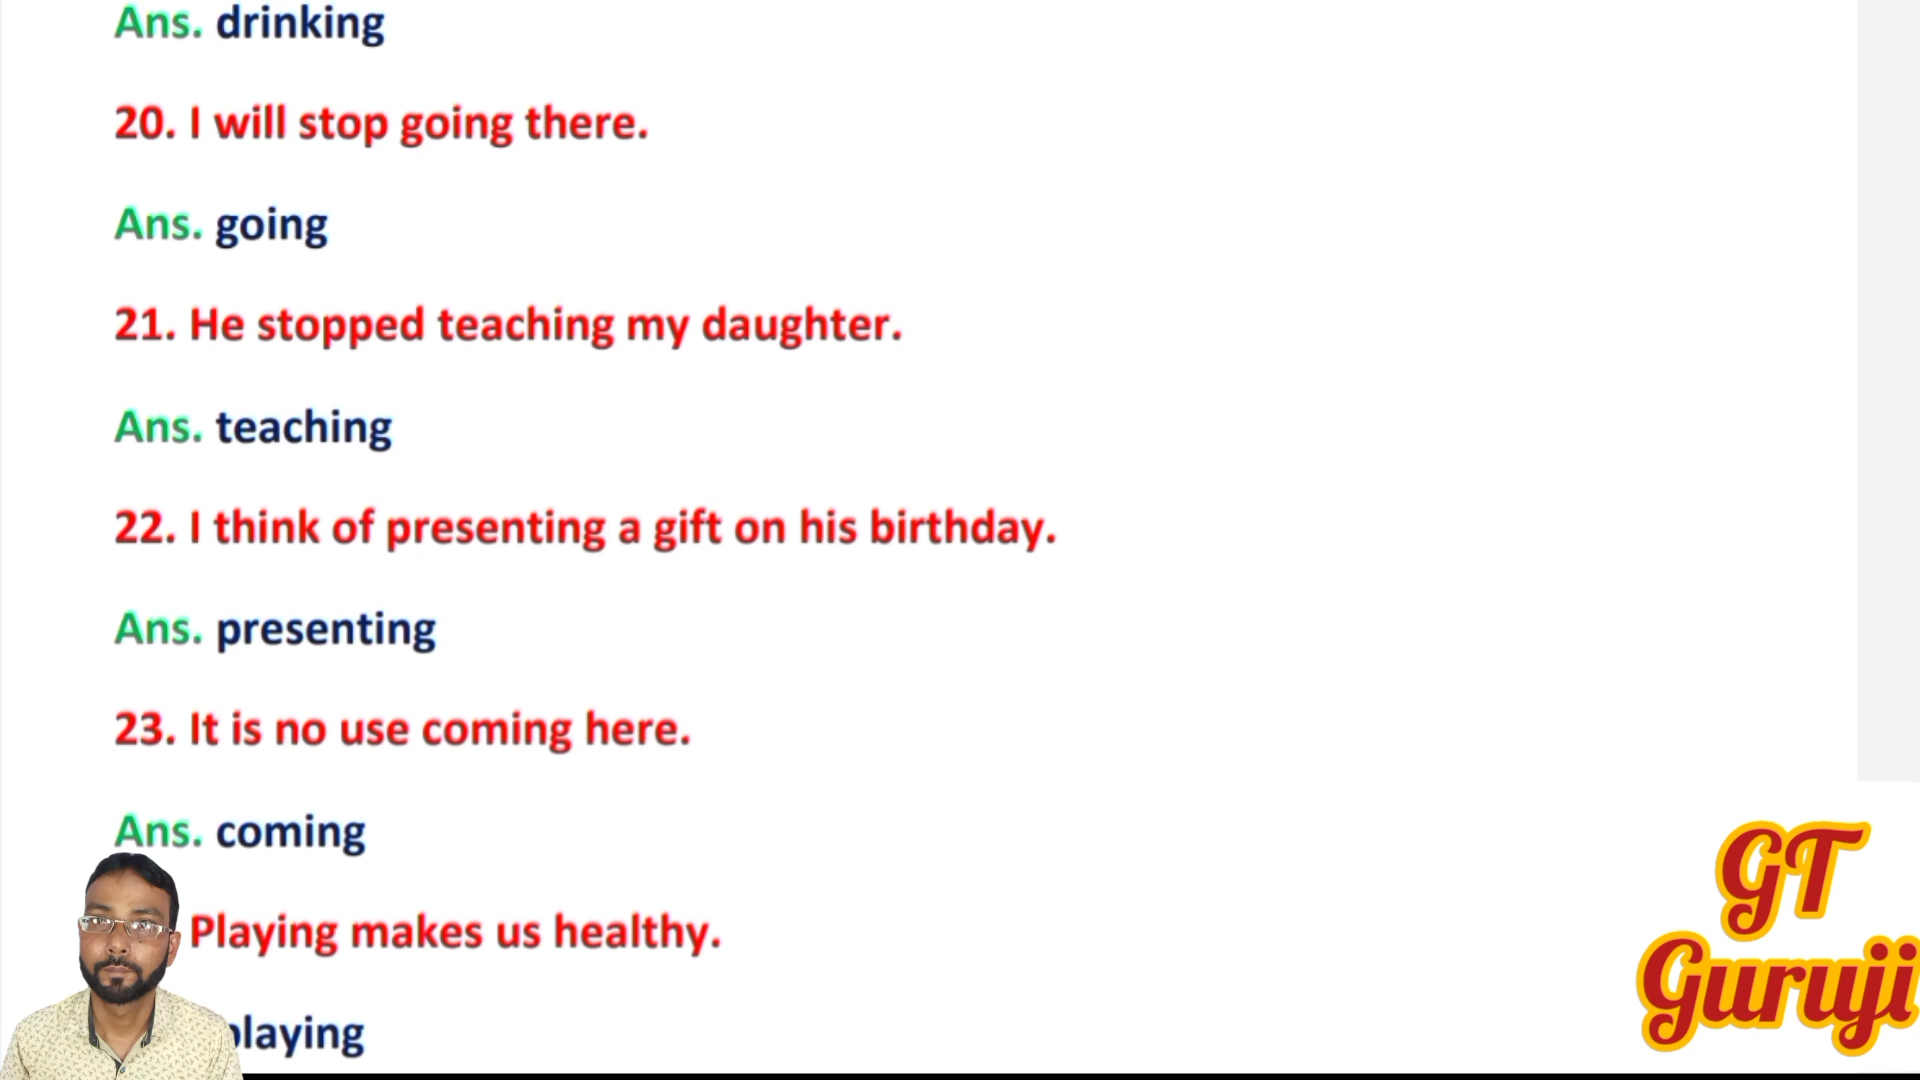 Ans. drinking
20. I will stop going there.
Ans. going
21. He stopped teaching my daughter.
Ans. teaching
22. I think of presenting a gift on his birthday.
Ans. presenting
23. It is no use coming here.
Ans. coming
Playing makes us healthy.
playing
GT
Guruji